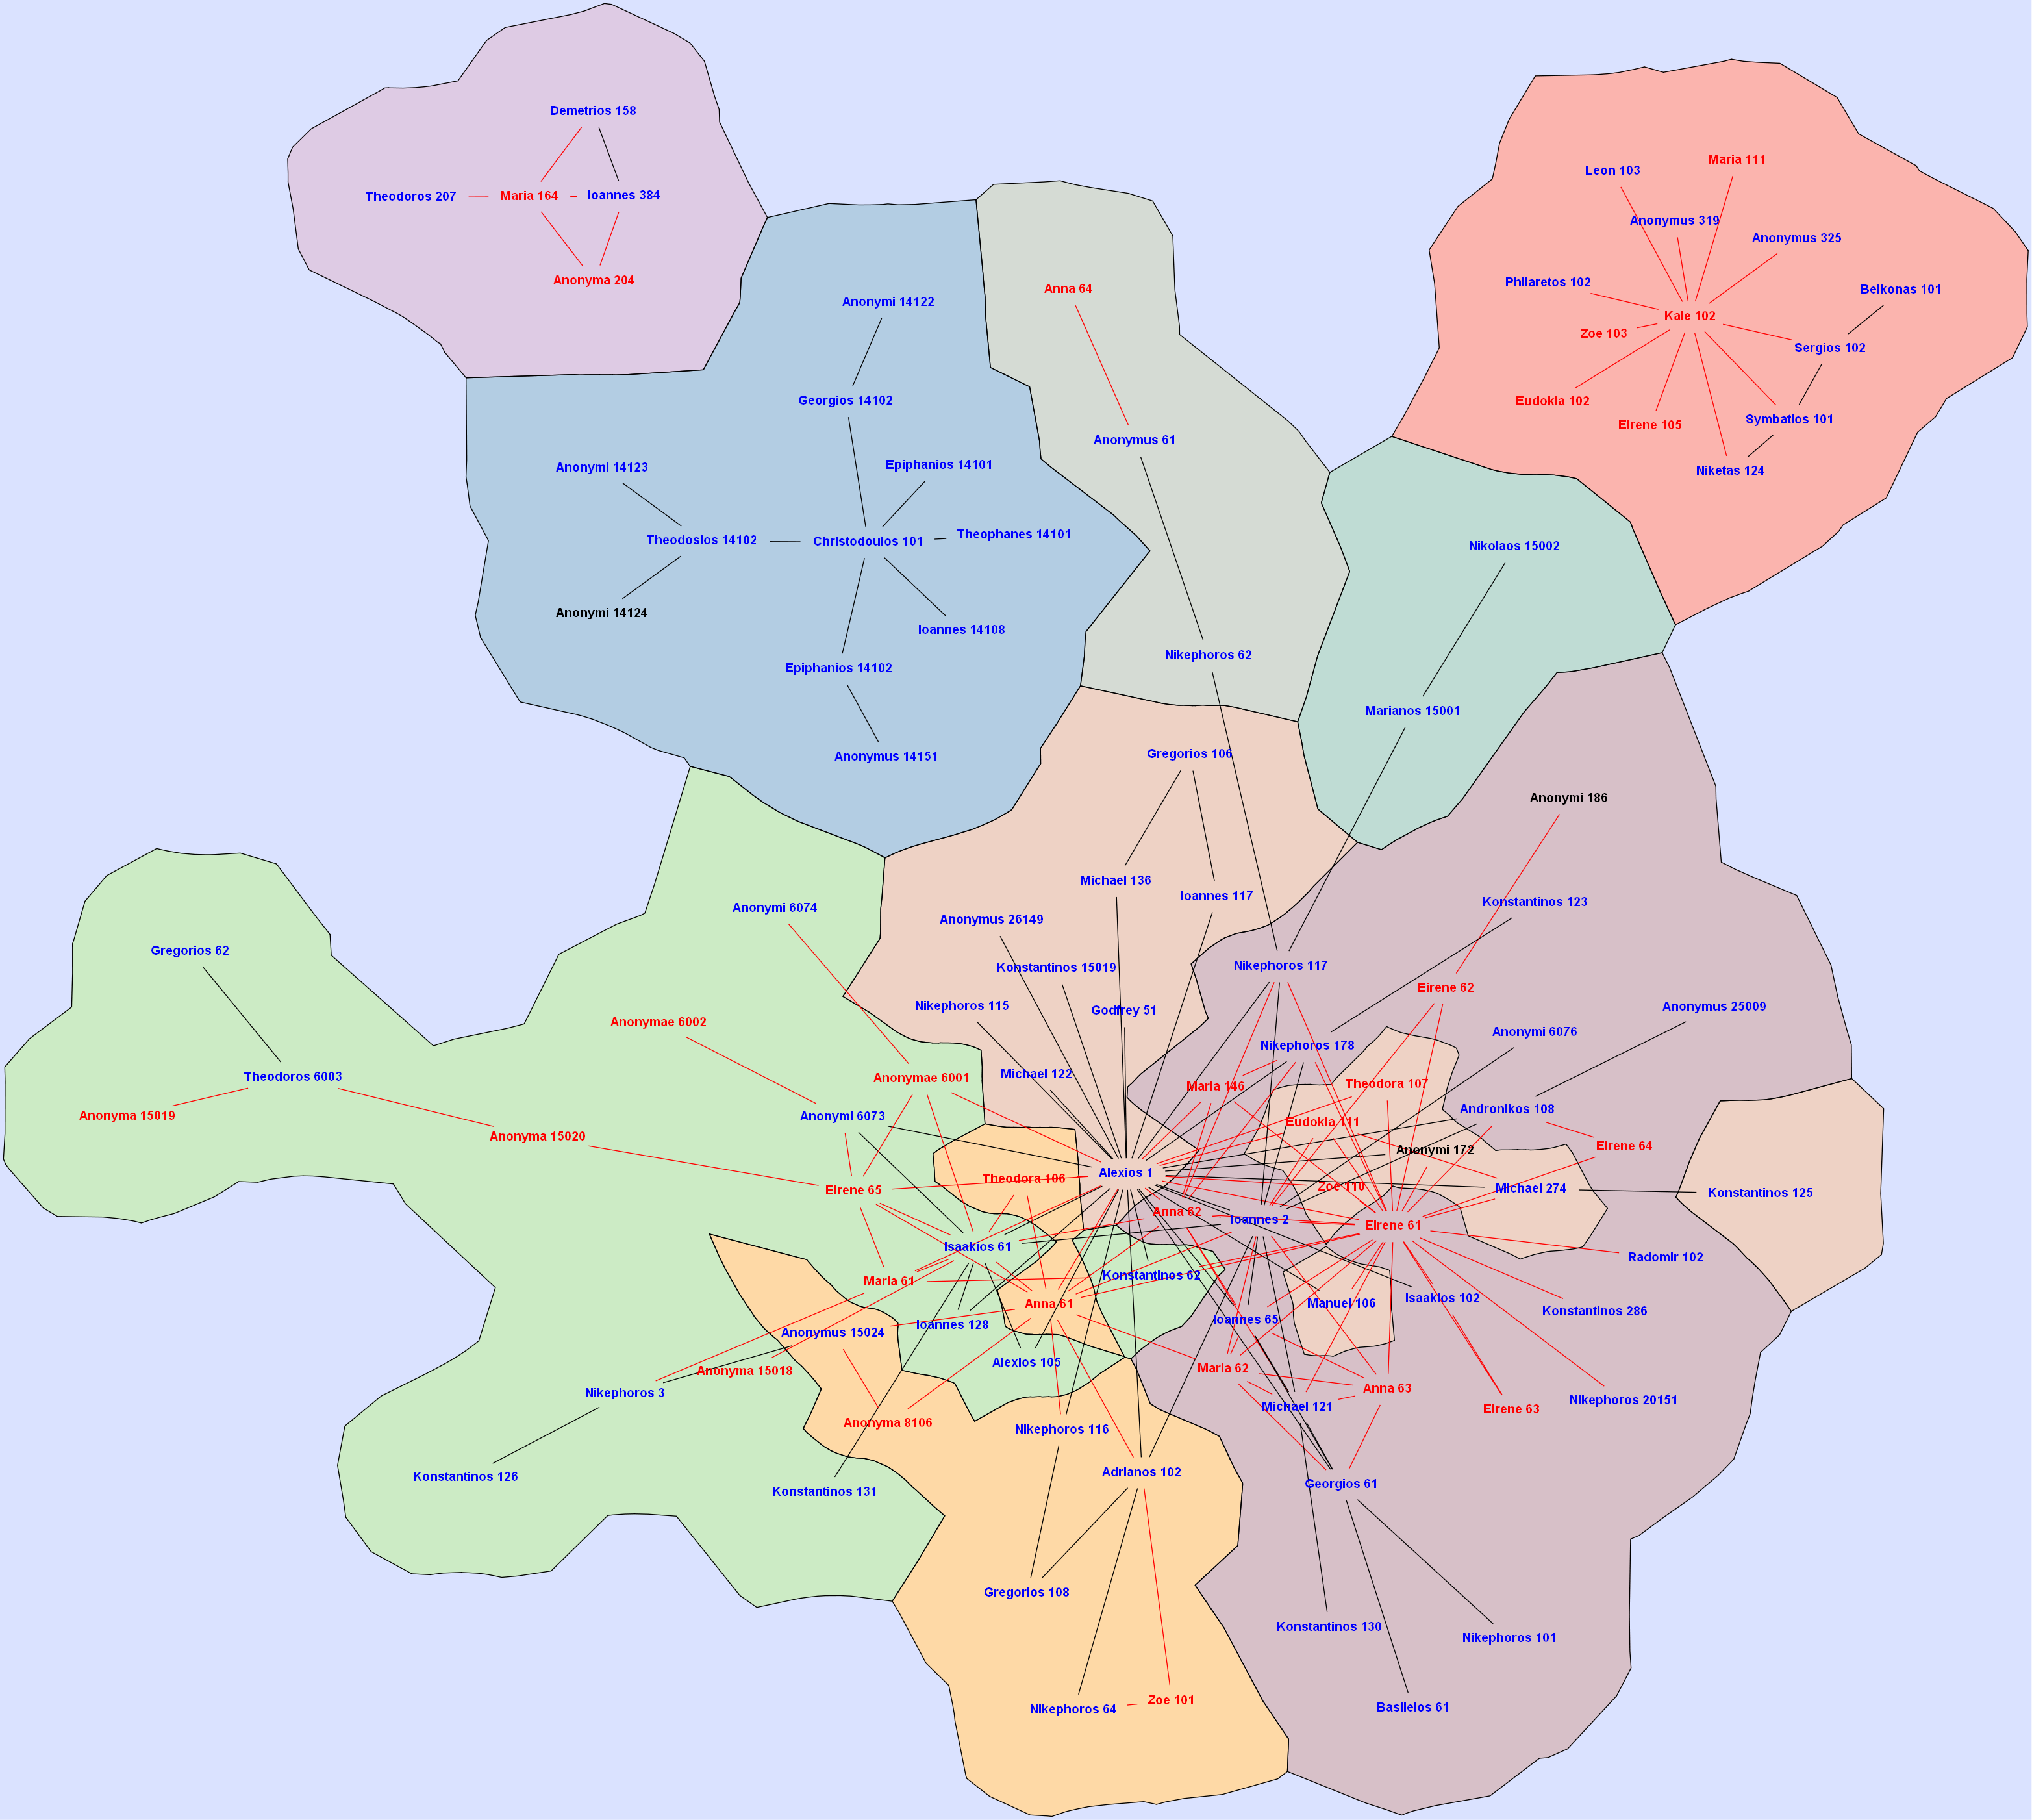 Demetrios 158
Maria 111
Leon 103
Theodoros 207
Maria 164
Ioannes 384
Anonymus 319
Anonymus 325
Anonyma 204
Philaretos 102
Anna 64
Belkonas 101
Anonymi 14122
Kale 102
Zoe 103
Sergios 102
Georgios 14102
Eudokia 102
Symbatios 101
Eirene 105
Anonymus 61
Anonymi 14123
Epiphanios 14101
Niketas 124
Theodosios 14102
Christodoulos 101
Theophanes 14101
Nikolaos 15002
Anonymi 14124
Ioannes 14108
Nikephoros 62
Epiphanios 14102
Marianos 15001
Anonymus 14151
Gregorios 106
Anonymi 186
Michael 136
Ioannes 117
Konstantinos 123
Anonymi 6074
Anonymus 26149
Gregorios 62
Konstantinos 15019
Nikephoros 117
Eirene 62
Nikephoros 115
Godfrey 51
Anonymus 25009
Anonymae 6002
Anonymi 6076
Nikephoros 178
Theodoros 6003
Anonymae 6001
Michael 122
Maria 146
Theodora 107
Anonyma 15019
Anonymi 6073
Andronikos 108
Eudokia 111
Anonyma 15020
Eirene 64
Anonymi 172
Alexios 1
Theodora 106
Eirene 65
Zoe 110
Michael 274
Konstantinos 125
Anna 62
Ioannes 2
Eirene 61
Isaakios 61
Radomir 102
Konstantinos 62
Maria 61
Isaakios 102
Anna 61
Manuel 106
Konstantinos 286
Ioannes 128
Ioannes 65
Anonymus 15024
Alexios 105
Anonyma 15018
Maria 62
Nikephoros 3
Anna 63
Nikephoros 20151
Michael 121
Eirene 63
Anonyma 8106
Nikephoros 116
Konstantinos 126
Adrianos 102
Georgios 61
Konstantinos 131
Gregorios 108
Konstantinos 130
Nikephoros 101
Zoe 101
Nikephoros 64
Basileios 61